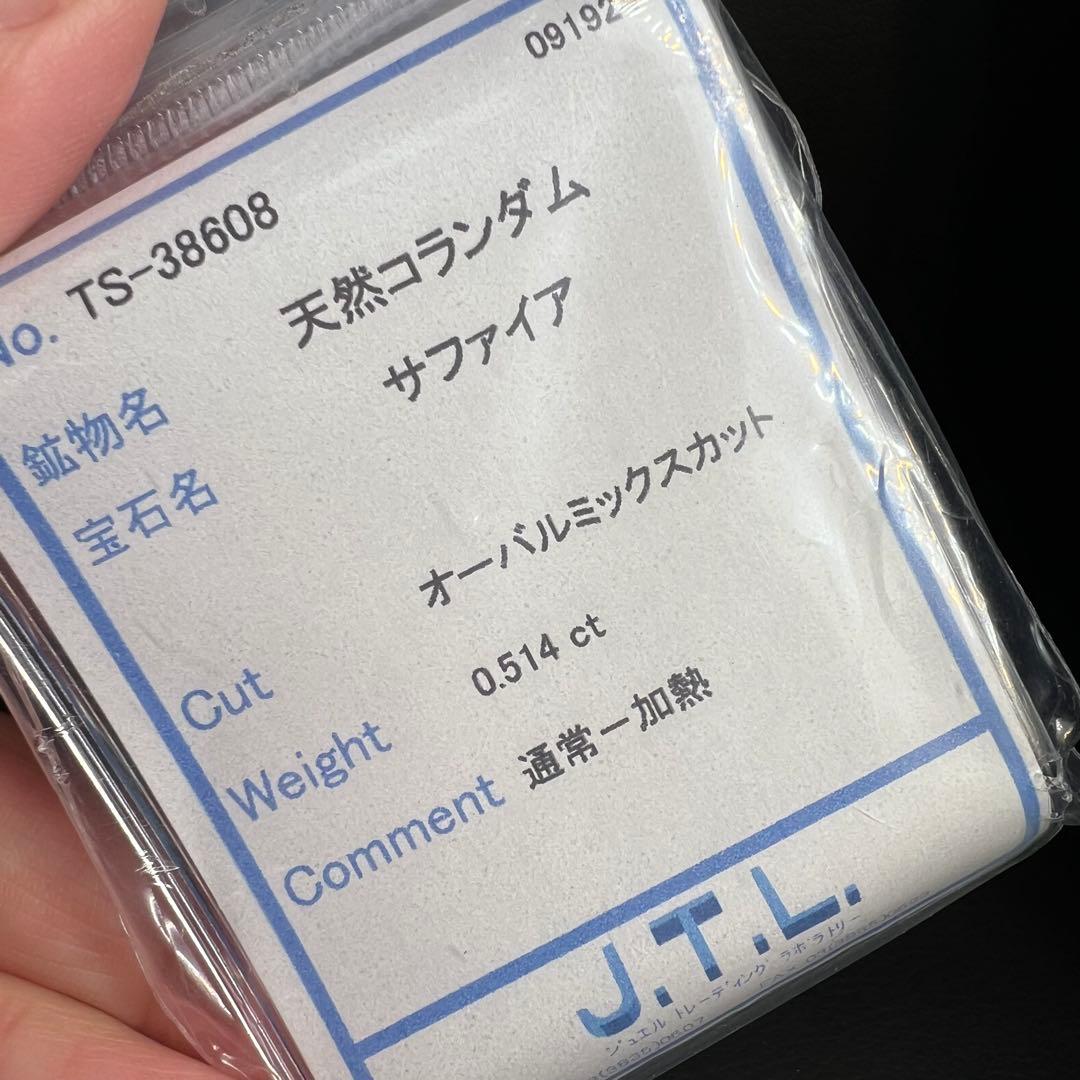 09192
No. TS-38608
鉱物名 天然コランダム
宝石名 サファイア
Cut オーバルミックスカット
Weight 0.514 ct
Comment 通常ー加熱
J.T.L.
ジュエル トレーディング ラボラトリー